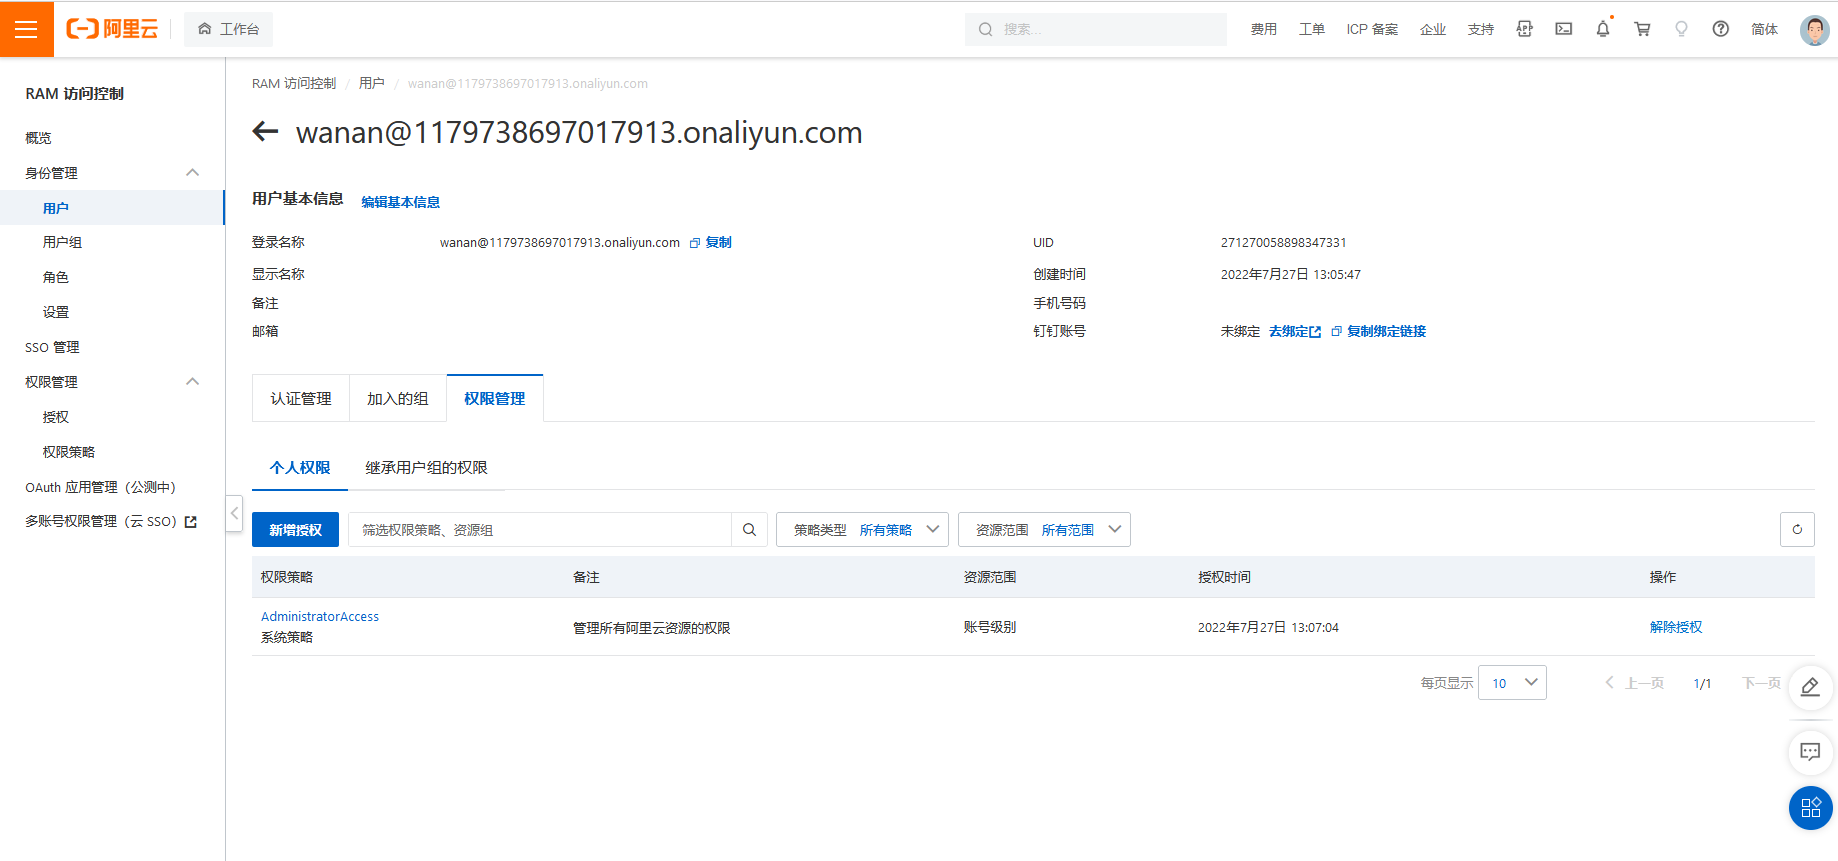 阿里云
工作台
搜索...
费用
工单
ICP 备案
企业
支持
APP
简体
RAM 访问控制
概览
身份管理
用户
用户组
角色
设置
SSO 管理
权限管理
授权
权限策略
OAuth 应用管理（公测中）
多账号权限管理（云 SSO）
RAM 访问控制 / 用户 / wanan@1179738697017913.onaliyun.com
wanan@1179738697017913.onaliyun.com
用户基本信息 编辑基本信息
登录名称 wanan@1179738697017913.onaliyun.com 复制 UID 271270058898347331
显示名称 创建时间 2022年7月27日 13:05:47
备注 手机号码
邮箱 钉钉账号 未绑定 去绑定 复制绑定链接
认证管理 加入的组 权限管理
个人权限 继承用户组的权限
新增授权 筛选权限策略、资源组 策略类型 所有策略 资源范围 所有范围
权限策略 备注 资源范围 授权时间 操作
AdministratorAccess
系统策略 管理所有阿里云资源的权限 账号级别 2022年7月27日 13:07:04 解除授权
每页显示 10 上一页 1/1 下一页